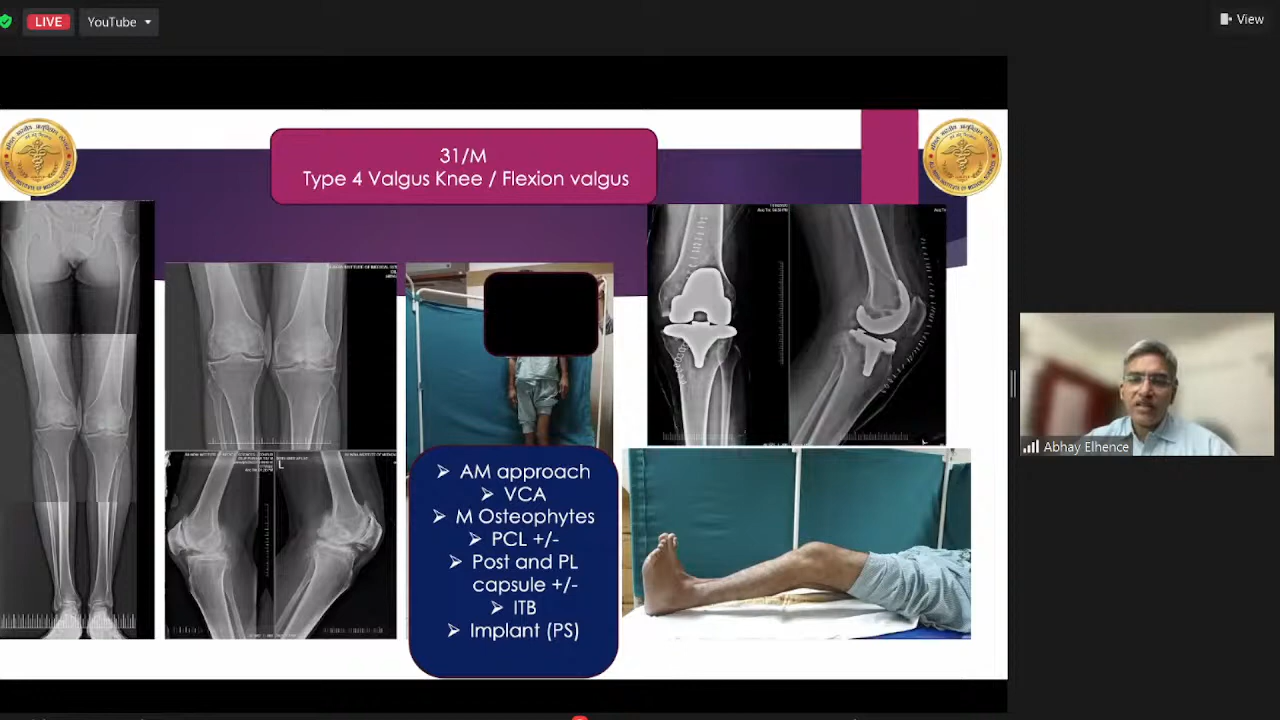 LIVE
YouTube
View
31/M
Type 4 Valgus Knee / Flexion valgus
AM approach
VCA
M Osteophytes
PCL +/-
Post and PL
capsule +/-
ITB
Implant (PS)
L
Abhay Elhence